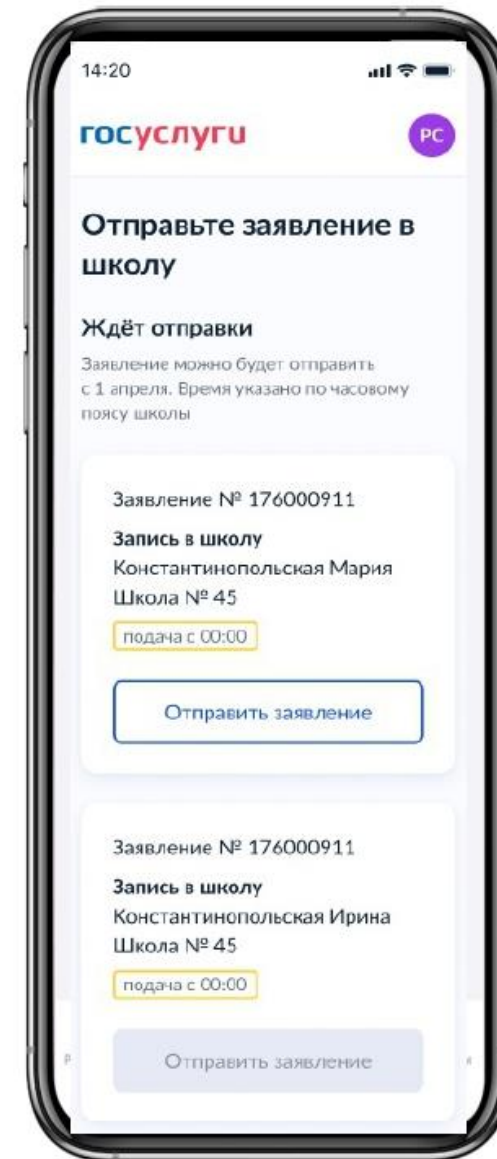 14:20
госуслуги
РС
Отправьте заявление в
школу
Ждёт отправки
Заявление можно будет отправить
с 1 апреля. Время указано по часовому
поясу школы
Заявление № 176000911
Запись в школу
Константинопольская Мария
Школа № 45
подача с 00:00
Отправить заявление
Заявление № 176000911
Запись в школу
Константинопольская Ирина
Школа № 45
подача с 00:00
Отправить заявление